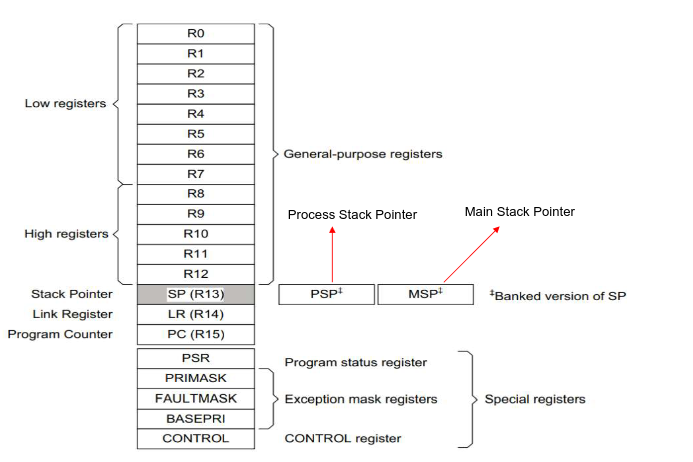 R0
R1
R2
R3
Low registers
R4
R5
R6
General-purpose registers
R7
R8
R9
Process Stack Pointer
Main Stack Pointer
High registers
R10
R11
R12
Stack Pointer
SP (R13)
PSP‡
MSP‡
‡Banked version of SP
Link Register
LR (R14)
Program Counter
PC (R15)
PSR
Program status register
PRIMASK
FAULTMASK
Exception mask registers
Special registers
BASEPRI
CONTROL
CONTROL register